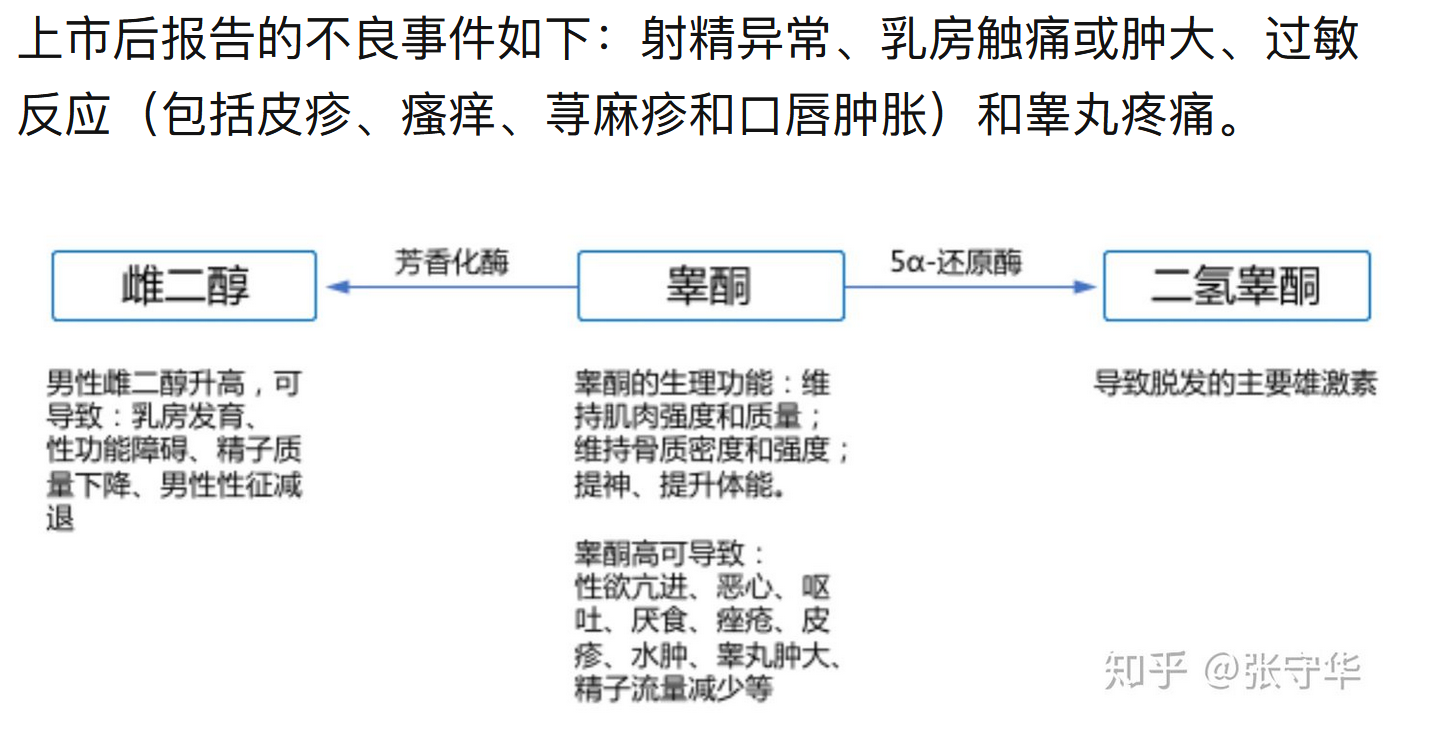 上市后报告的不良事件如下：射精异常、乳房触痛或肿大、过敏
反应（包括皮疹、瘙痒、荨麻疹和口唇肿胀）和睾丸疼痛。
雌二醇
芳香化酶
睾酮
5α-还原酶
二氢睾酮
男性雌二醇升高，可
导致：乳房发育、
性功能障碍、精子质
量下降、男性性征减
退
睾酮的生理功能：维
持肌肉强度和质量；
维持骨质密度和强度；
提神、提升体能。
睾酮高可导致：
性欲亢进、恶心、呕
吐、厌食、痤疮、皮
疹、水肿、睾丸肿大、
精子流量减少等
导致脱发的主要雄激素
知乎 @张守华